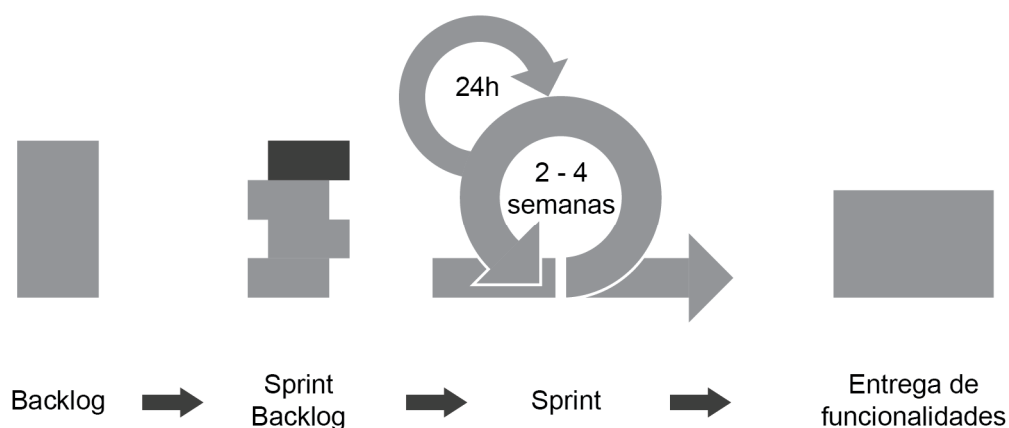 24h
2 - 4
semanas
Backlog
Sprint
Backlog
Sprint
Entrega de
funcionalidades